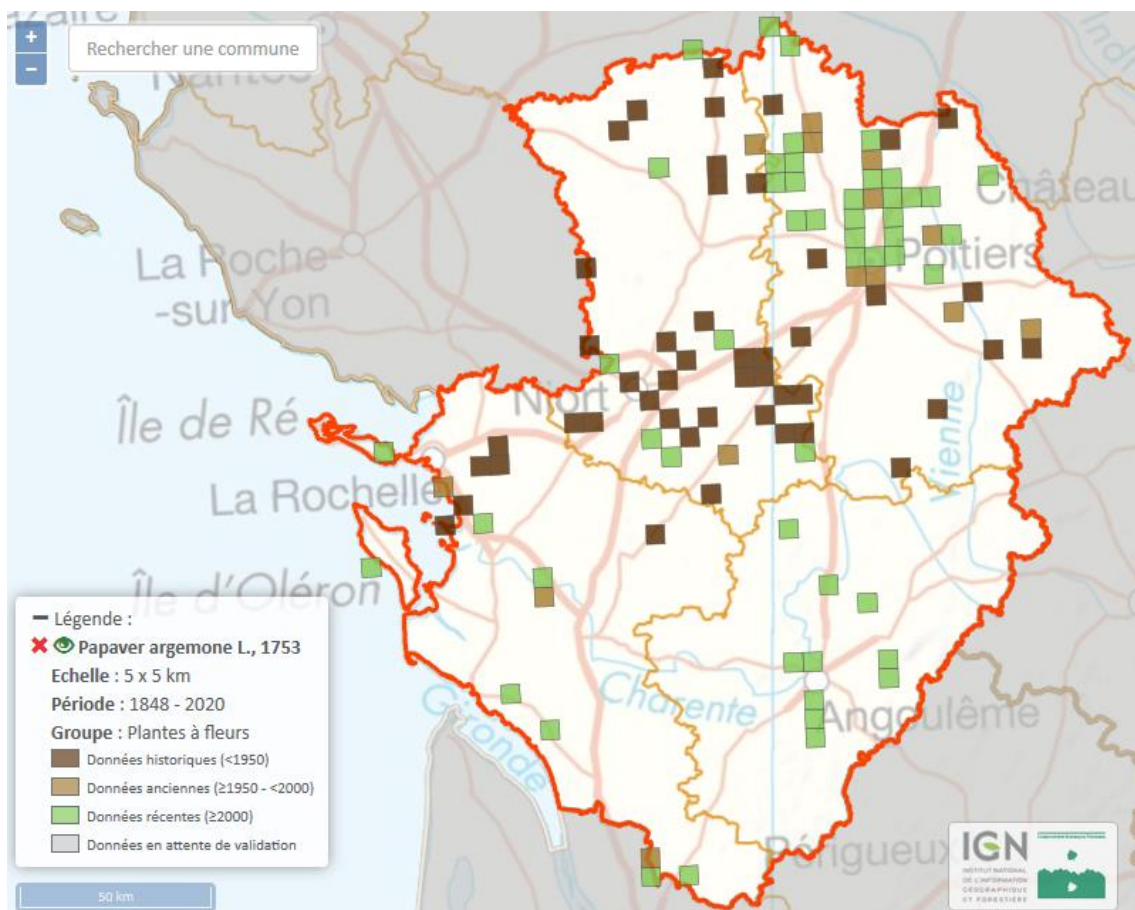 azaire
+
−
Rechercher une commune
Nantes
Indr
Château
La Roche-
-sur-Yon
Poitiers
Île de Ré
Niort
Vienne
La Rochelle
Île d'Oléron
Charente
Gironde
Angoulême
Périgueux
Légende :
Papaver argemone L., 1753
Echelle : 5 x 5 km
Période : 1848 - 2020
Groupe : Plantes à fleurs
Données historiques (<1950)
Données anciennes (≥1950 - <2000)
Données récentes (≥2000)
Données en attente de validation
50 km
IGN
INSTITUT NATIONAL
DE L'INFORMATION
GÉOGRAPHIQUE
ET FORESTIÈRE